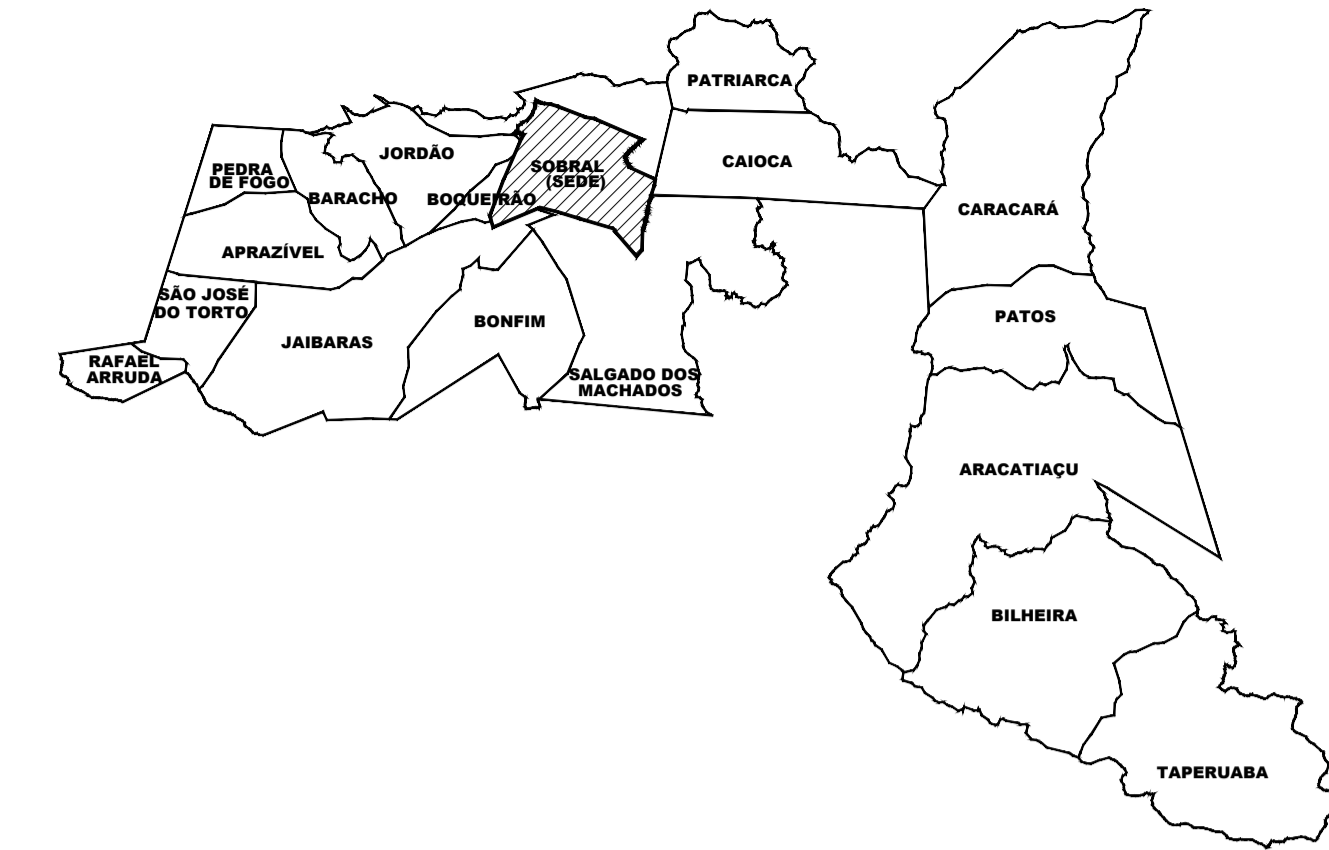 PATRIARCA
JORDÃO
CAIOCA
SOBRAL
(SEDE)
PEDRA
DE FOGO
BARACHO
BOQUEIRÃO
CARACARÁ
APRAZÍVEL
SÃO JOSÉ
DO TORTO
PATOS
BONFIM
JAIBARAS
RAFAEL
ARRUDA
SALGADO DOS
MACHADOS
ARACATIAÇU
BILHEIRA
TAPERUABA